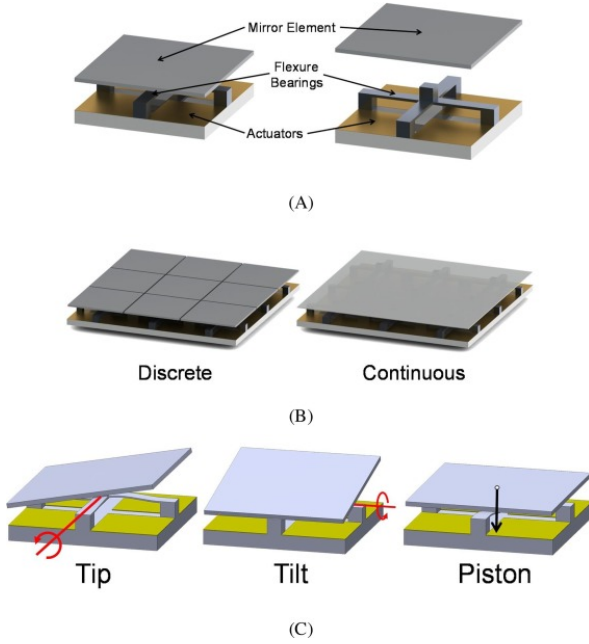 Mirror Element
Flexure
Bearings
Actuators
(A)
Discrete
Continuous
(B)
Tip
Tilt
Piston
(C)